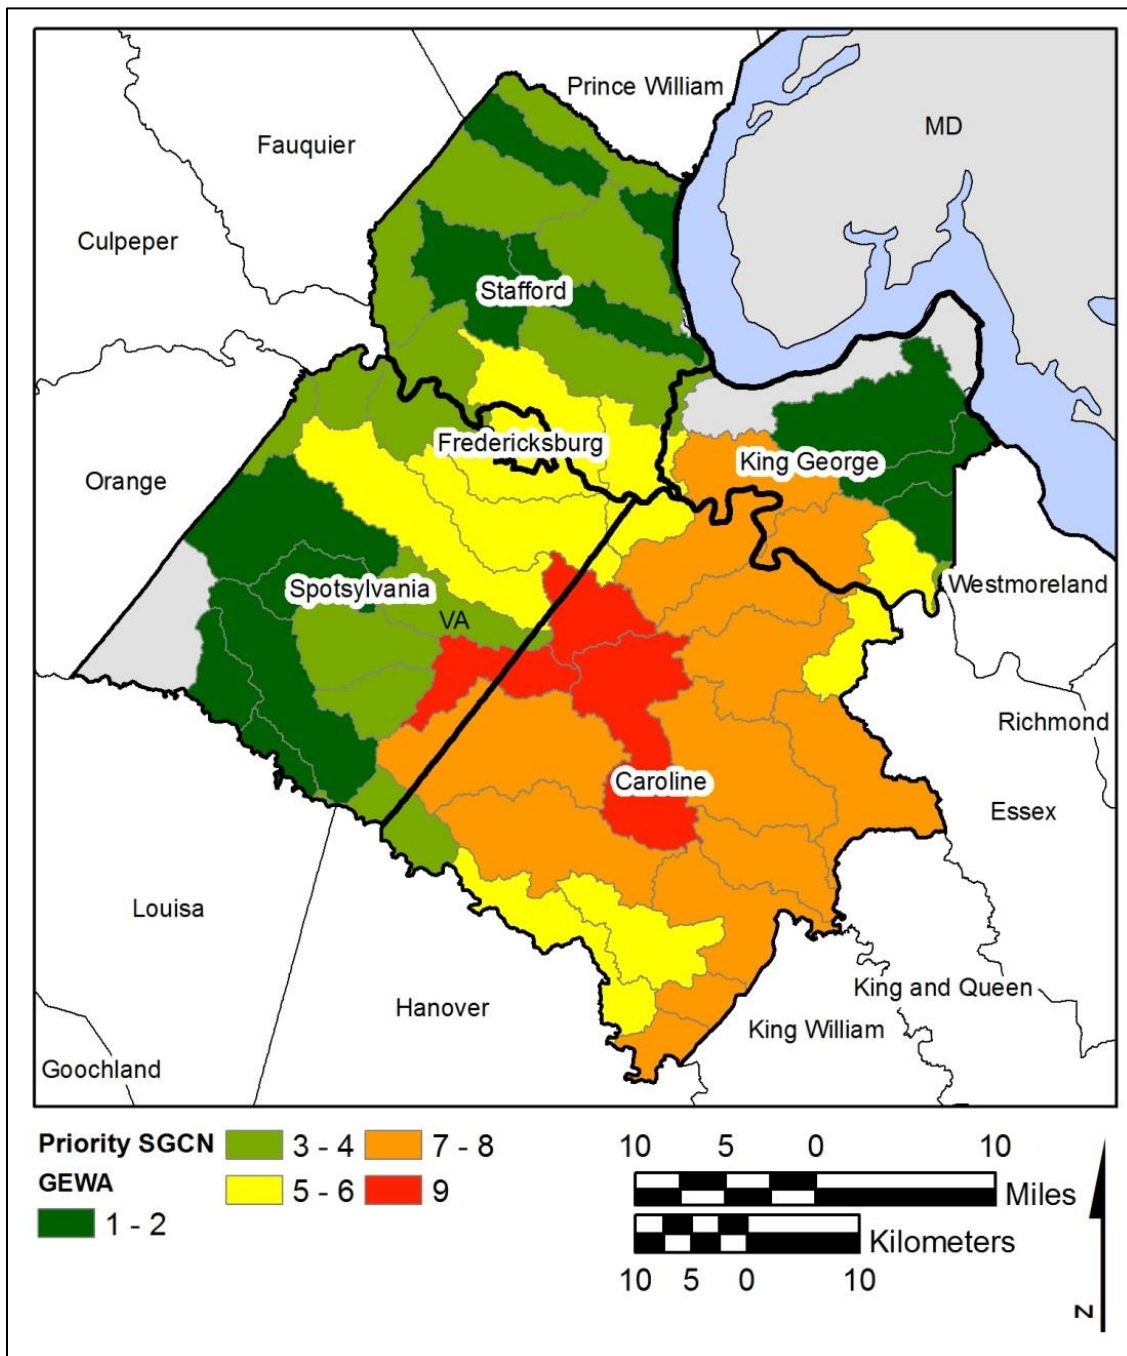 Prince William
MD
Fauquier
Culpeper
Stafford
Fredericksburg
King George
Orange
Westmoreland
Spotsylvania
VA
Richmond
Caroline
Essex
Louisa
King and Queen
Hanover
King William
Goochland
Priority SGCN
GEWA
1 - 2
3 - 4
5 - 6
7 - 8
9
10 5 0 10
Miles
Kilometers
10 5 0 10
N